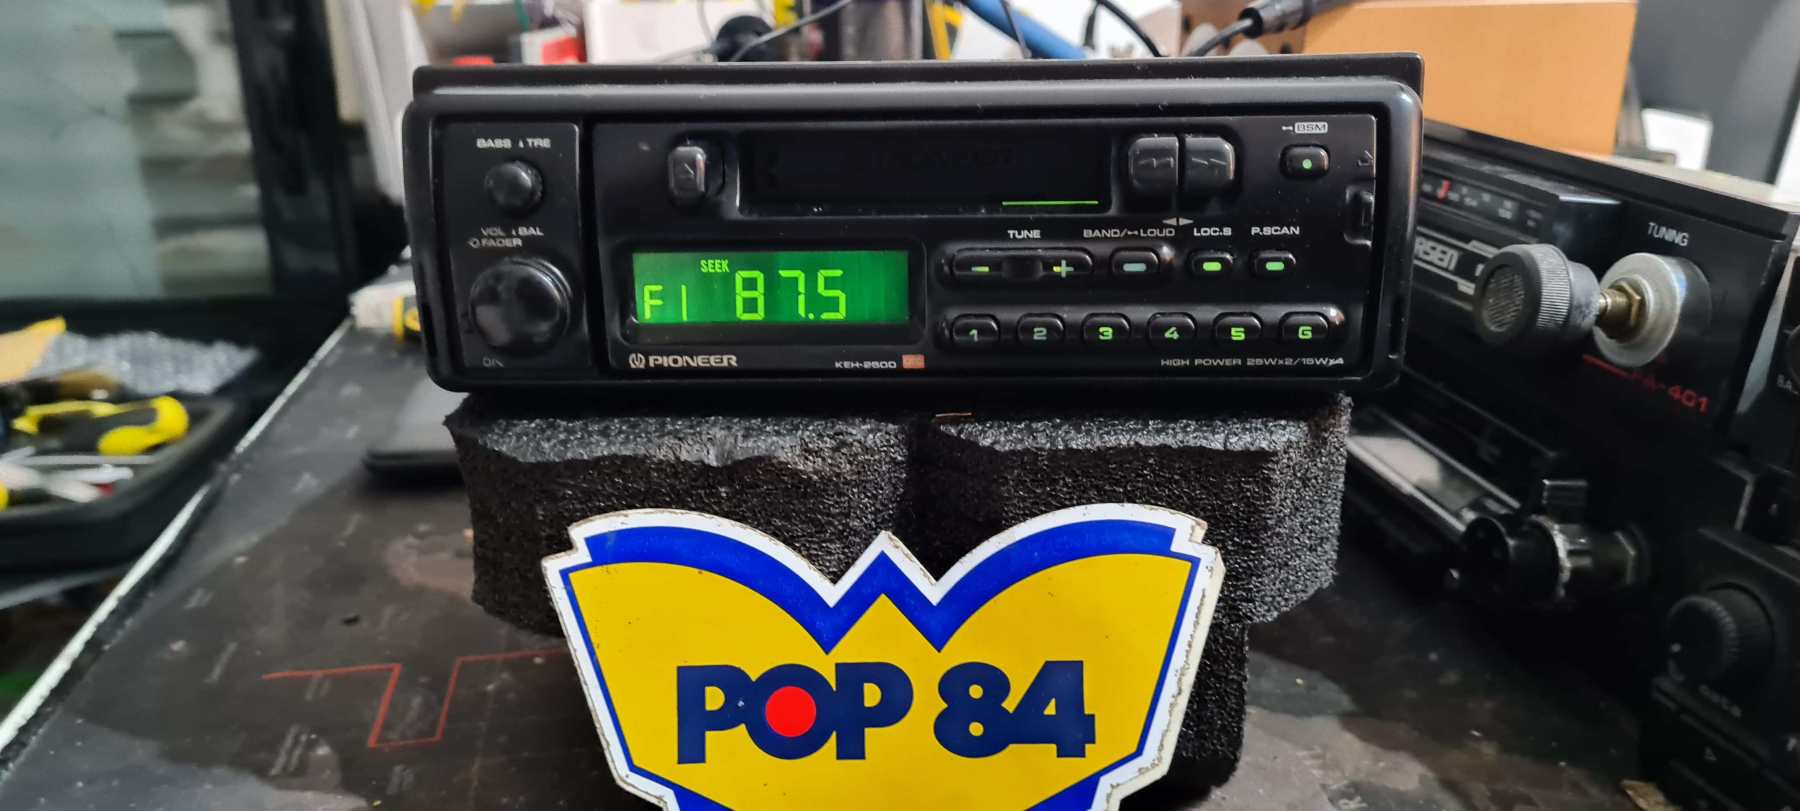 BASS TRE
BSM
VOL BAL
FADER
TUNE BAND/ LOUD LOC.S P.SCAN
SEEK
F1 87.5
1 2 3 4 5 6
PIONEER
KEH-2600
HIGH POWER 25Wx2/15Wx4
TUNING
POP 84